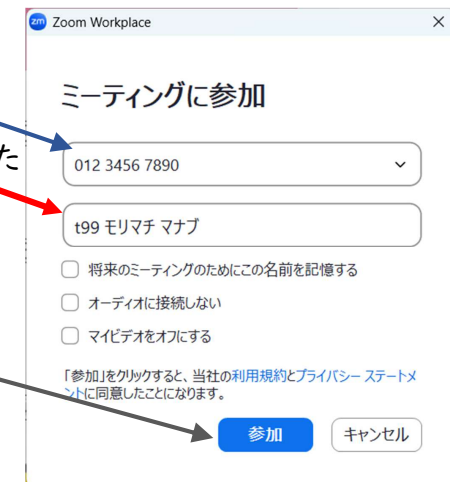 zm Zoom Workplace
ミーティングに参加
012 3456 7890
た
t99 モリマチ マナブ
将来のミーティングのためにこの名前を記憶する
オーディオに接続しない
マイビデオをオフにする
「参加」をクリックすると、当社の利用規約とプライバシー ステートメ
ントに同意したことになります。
参加 キャンセル